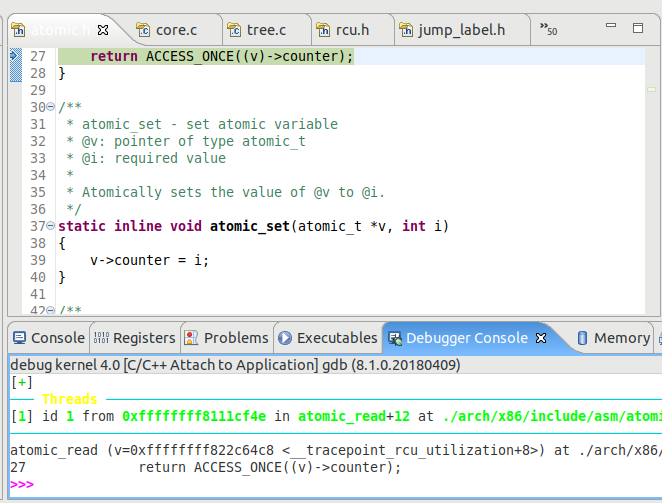 atomic.h core.c tree.c rcu.h jump_label.h »50
27 return ACCESS_ONCE((v)->counter);
28 }
29
30 /**
31 * atomic_set - set atomic variable
32 * @v: pointer of type atomic_t
33 * @i: required value
34 *
35 * Atomically sets the value of @v to @i.
36 */
37 static inline void atomic_set(atomic_t *v, int i)
38 {
39 v->counter = i;
40 }
41
42 /**
Console Registers Problems Executables Debugger Console Memory
debug kernel 4.0 [C/C++ Attach to Application] gdb (8.1.0.20180409)
[+]
Threads
[1] id 1 from 0xffffffff8111cf4e in atomic_read+12 at ./arch/x86/include/asm/atomi
atomic_read (v=0xffffffff822c64c8 <__tracepoint_rcu_utilization+8>) at ./arch/x86/
27 return ACCESS_ONCE((v)->counter);
>>>